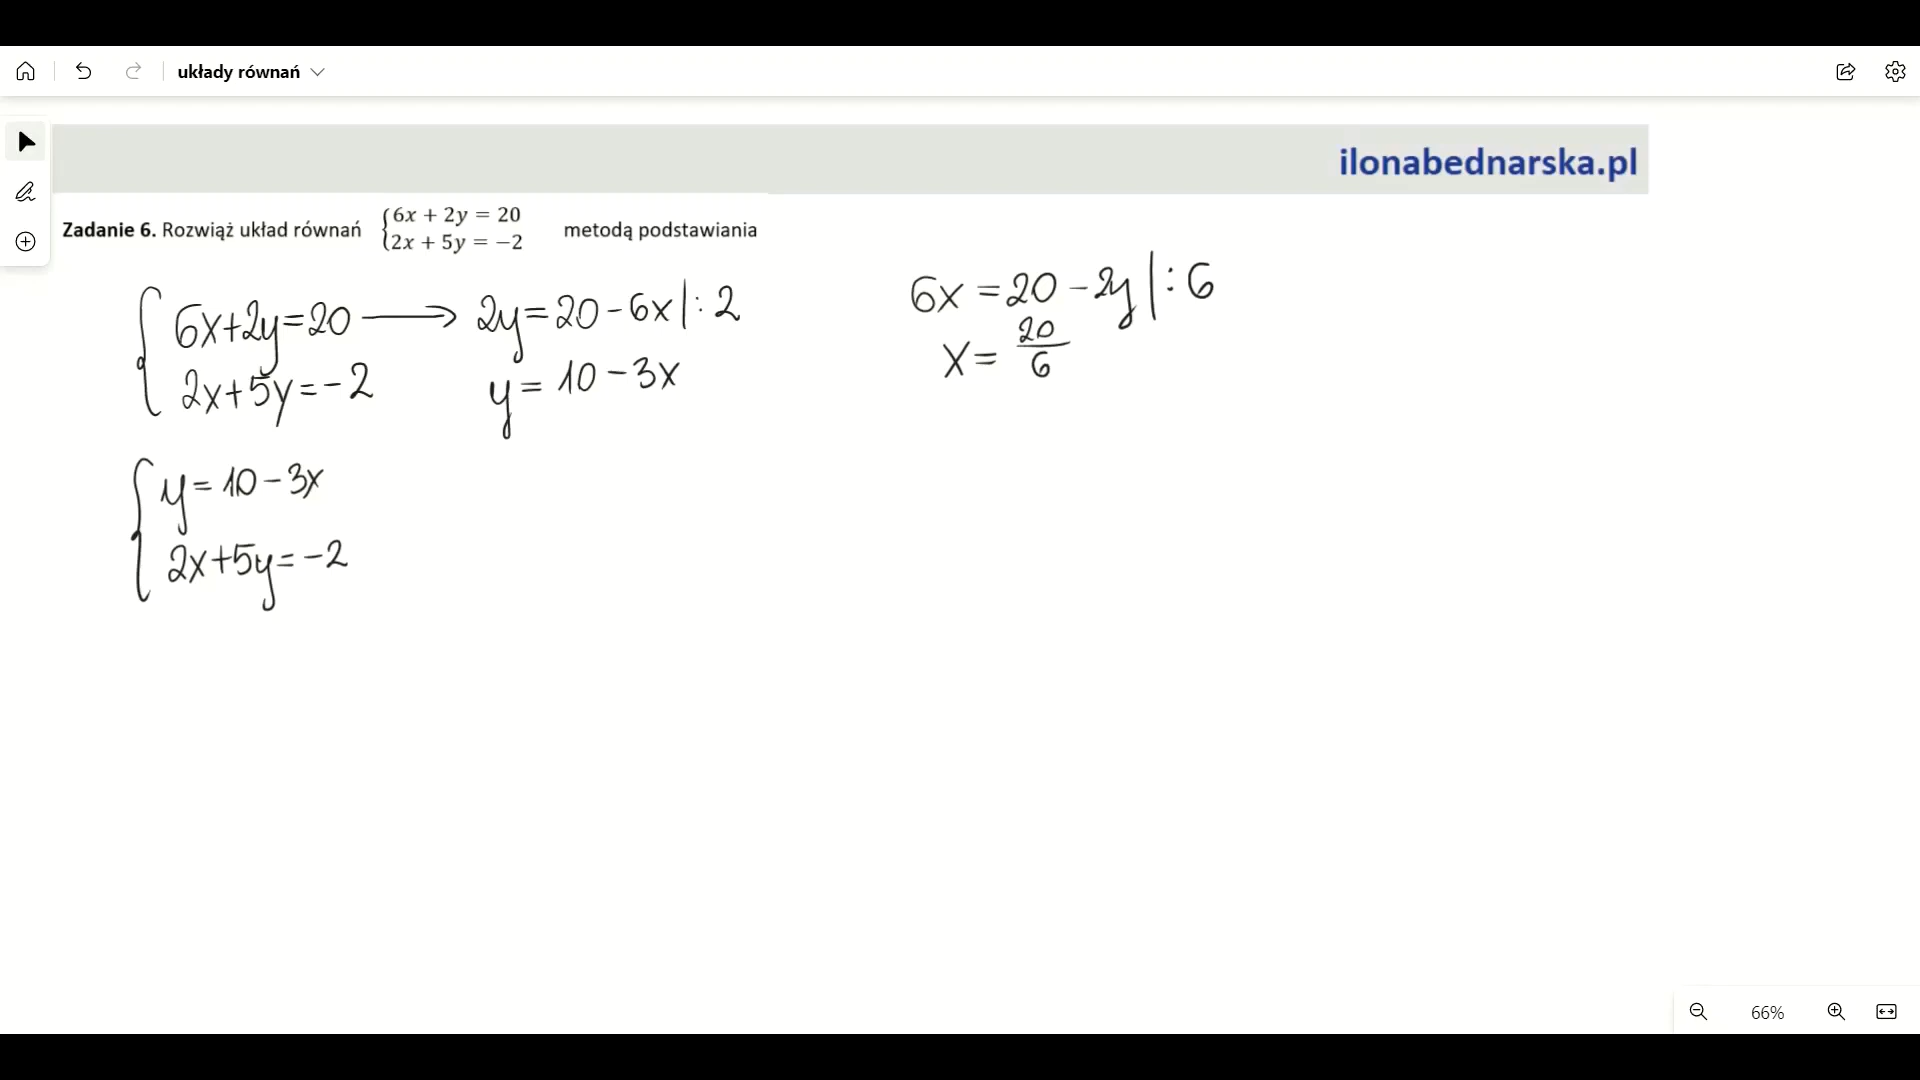 układy równań
ilonabednarska.pl
Zadanie 6. Rozwiąż układ równań {6x + 2y = 20 metodą podstawiania
2x + 5y = −2
6x+2y=20 ⟶ 2y=20-6x|:2
2x+5y=-2 y=10-3x
6x=20-2y|:6
x=20/6
y=10-3x
2x+5y=-2
66%